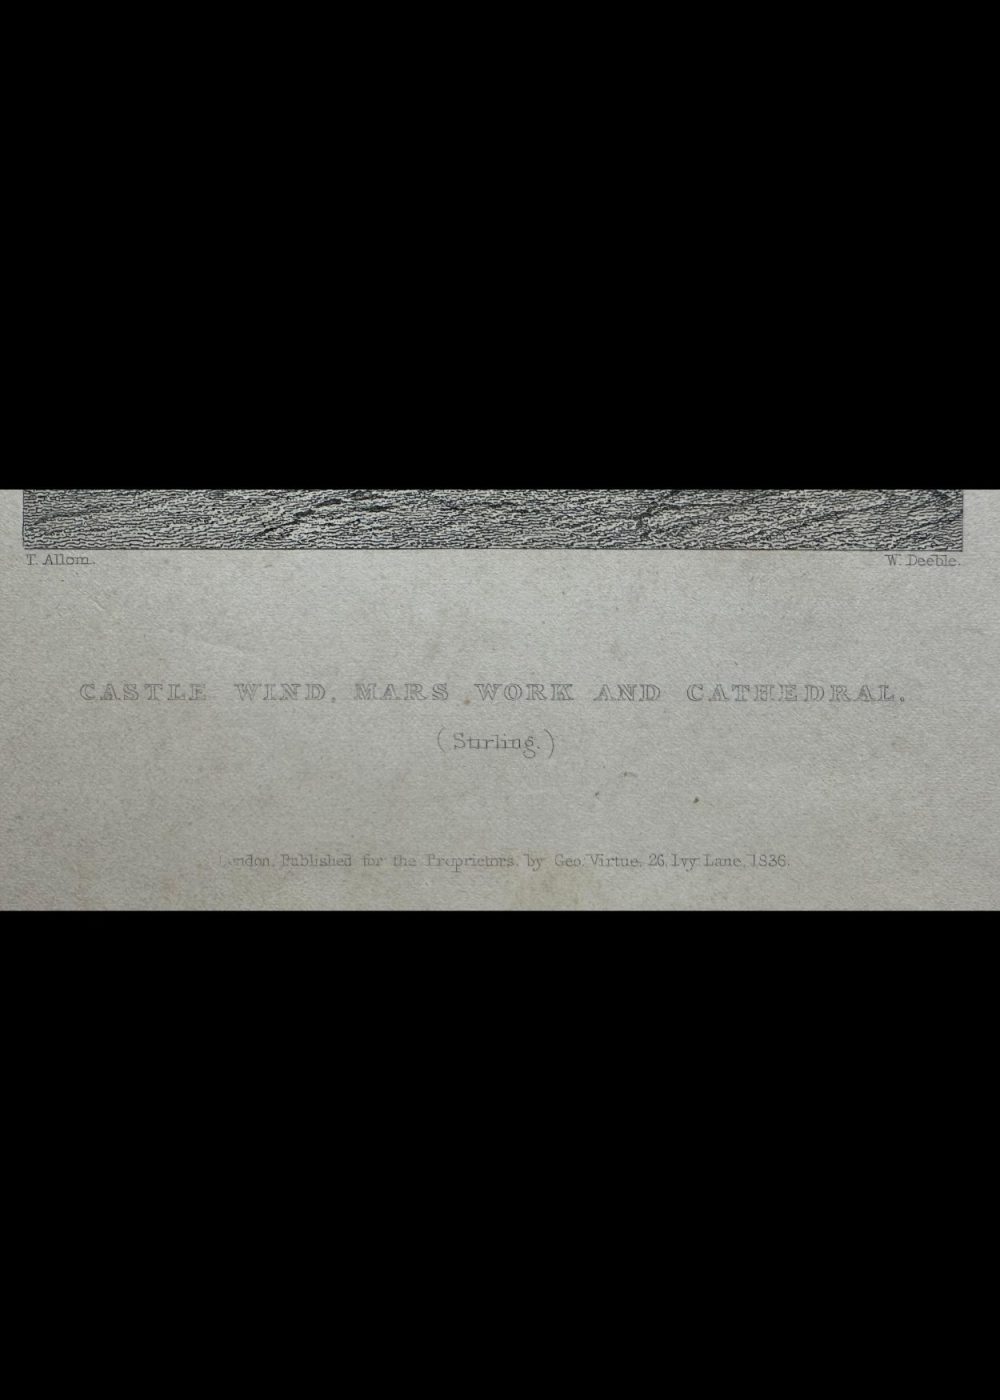 T. Allom.
W. Deeble.
CASTLE WIND, MARS WORK AND CATHEDRAL.
(Stirling.)
London, Published for the Proprietors, by Geo. Virtue, 26, Ivy Lane, 1836.